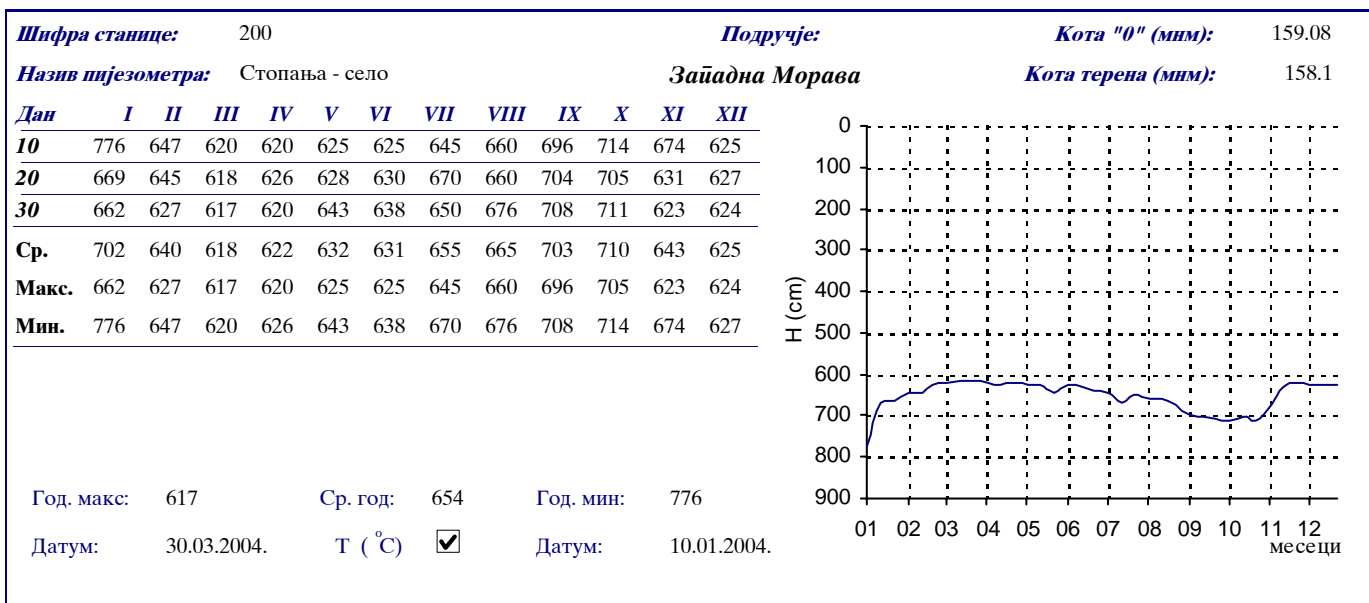 Шифра станице: 200 Подручје: Кота "0" (мнм): 159.08
Назив пијезометра: Стопања - село Западна Морава Кота терена (мнм): 158.1
Дан I II III IV V VI VII VIII IX X XI XII
10 776 647 620 620 625 625 645 660 696 714 674 625
20 669 645 618 626 628 630 670 660 704 705 631 627
30 662 627 617 620 643 638 650 676 708 711 623 624
Ср. 702 640 618 622 632 631 655 665 703 710 643 625
Макс. 662 627 617 620 625 625 645 660 696 705 623 624
Мин. 776 647 620 626 643 638 670 676 708 714 674 627
0
100
200
300
400
500
600
700
800
900
H (cm)
01 02 03 04 05 06 07 08 09 10 11 12
месеци
Год. макс: 617 Ср. год: 654 Год. мин: 776
Датум: 30.03.2004. T ( °C) Датум: 10.01.2004.